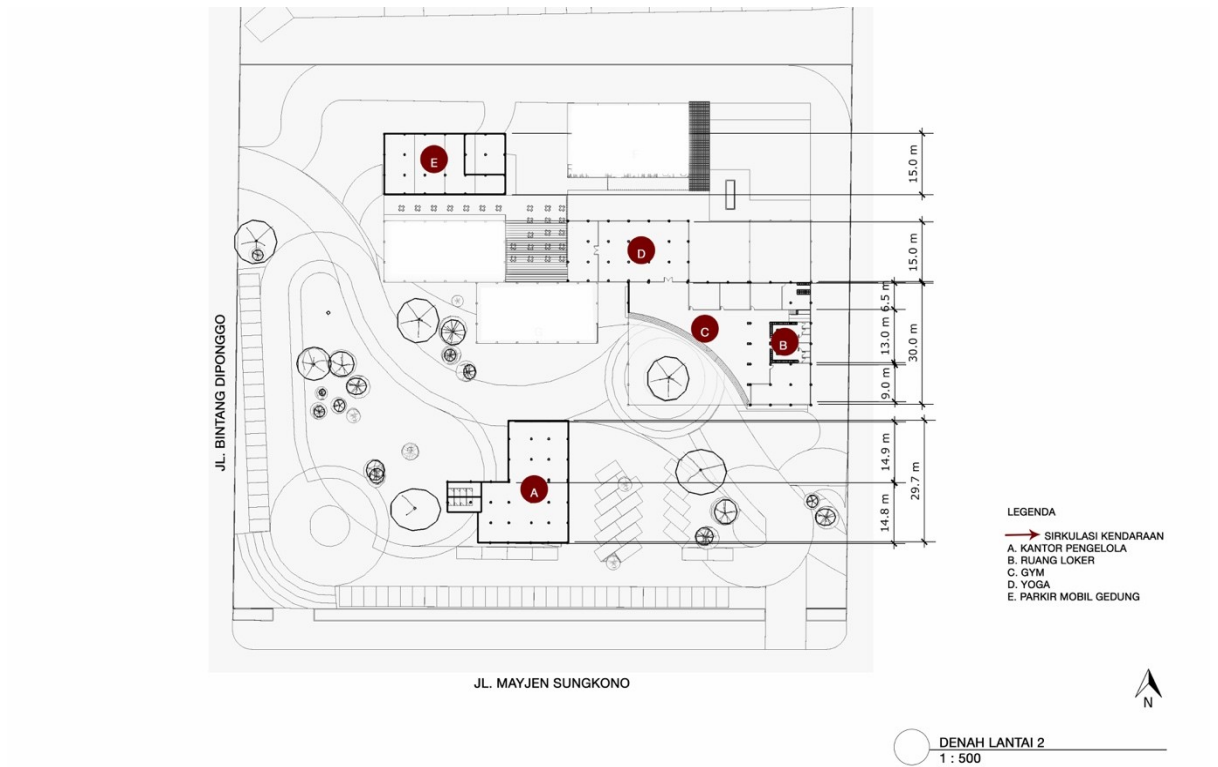 E
15.0 m
D
15.0 m
C
B
6.5 m
13.0 m
9.0 m
30.0 m
JL. BINTANG DIPONGGO
A
14.9 m
14.8 m
29.7 m
LEGENDA
SIRKULASI KENDARAAN
A. KANTOR PENGELOLA
B. RUANG LOKER
C. GYM
D. YOGA
E. PARKIR MOBIL GEDUNG
JL. MAYJEN SUNGKONO
N
DENAH LANTAI 2
1 : 500